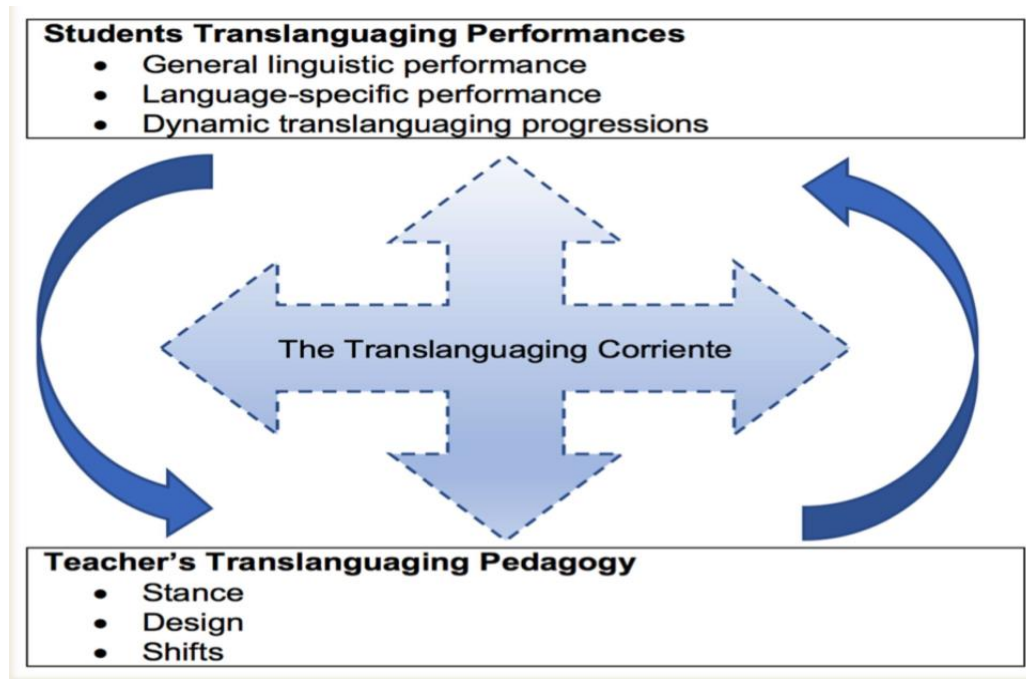 Students Translanguaging Performances
• General linguistic performance
• Language-specific performance
• Dynamic translanguaging progressions
The Translanguaging Corriente
Teacher’s Translanguaging Pedagogy
• Stance
• Design
• Shifts